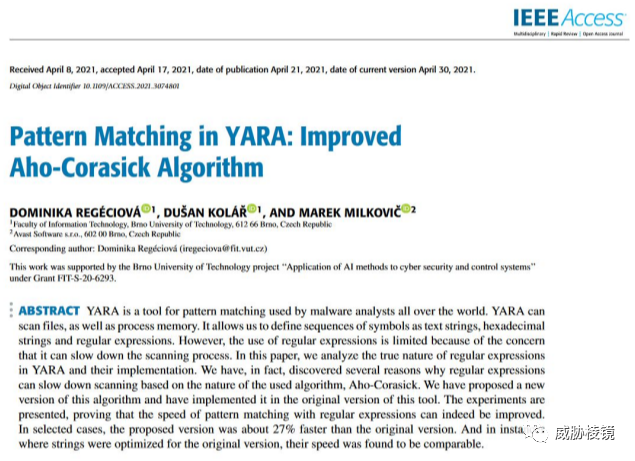 IEEE Access
Multidisciplinary | Rapid Review | Open Access Journal
Received April 8, 2021, accepted April 17, 2021, date of publication April 21, 2021, date of current version April 30, 2021.
Digital Object Identifier 10.1109/ACCESS.2021.3074801
Pattern Matching in YARA: Improved
Aho-Corasick Algorithm
DOMINIKA REGÉCIOVÁ 1, DUŠAN KOLÁŘ 1, AND MAREK MILKOVIČ 2
1Faculty of Information Technology, Brno University of Technology, 612 66 Brno, Czech Republic
2Avast Software s.r.o., 602 00 Brno, Czech Republic
Corresponding author: Dominika Regéciová (iregeciova@fit.vut.cz)
This work was supported by the Brno University of Technology project "Application of AI methods to cyber security and control systems"
under Grant FIT-S-20-6293.
ABSTRACT YARA is a tool for pattern matching used by malware analysts all over the world. YARA can
scan files, as well as process memory. It allows us to define sequences of symbols as text strings, hexadecimal
strings and regular expressions. However, the use of regular expressions is limited because of the concern
that it can slow down the scanning process. In this paper, we analyze the true nature of regular expressions
in YARA and their implementation. We have, in fact, discovered several reasons why regular expressions
can slow down scanning based on the nature of the used algorithm, Aho-Corasick. We have proposed a new
version of this algorithm and have implemented it in the original version of this tool. The experiments are
presented, proving that the speed of pattern matching with regular expressions can indeed be improved.
In selected cases, the proposed version was about 27% faster than the original version. And in insta
where strings were optimized for the original version, their speed was found to be comparable.
威胁棱镜